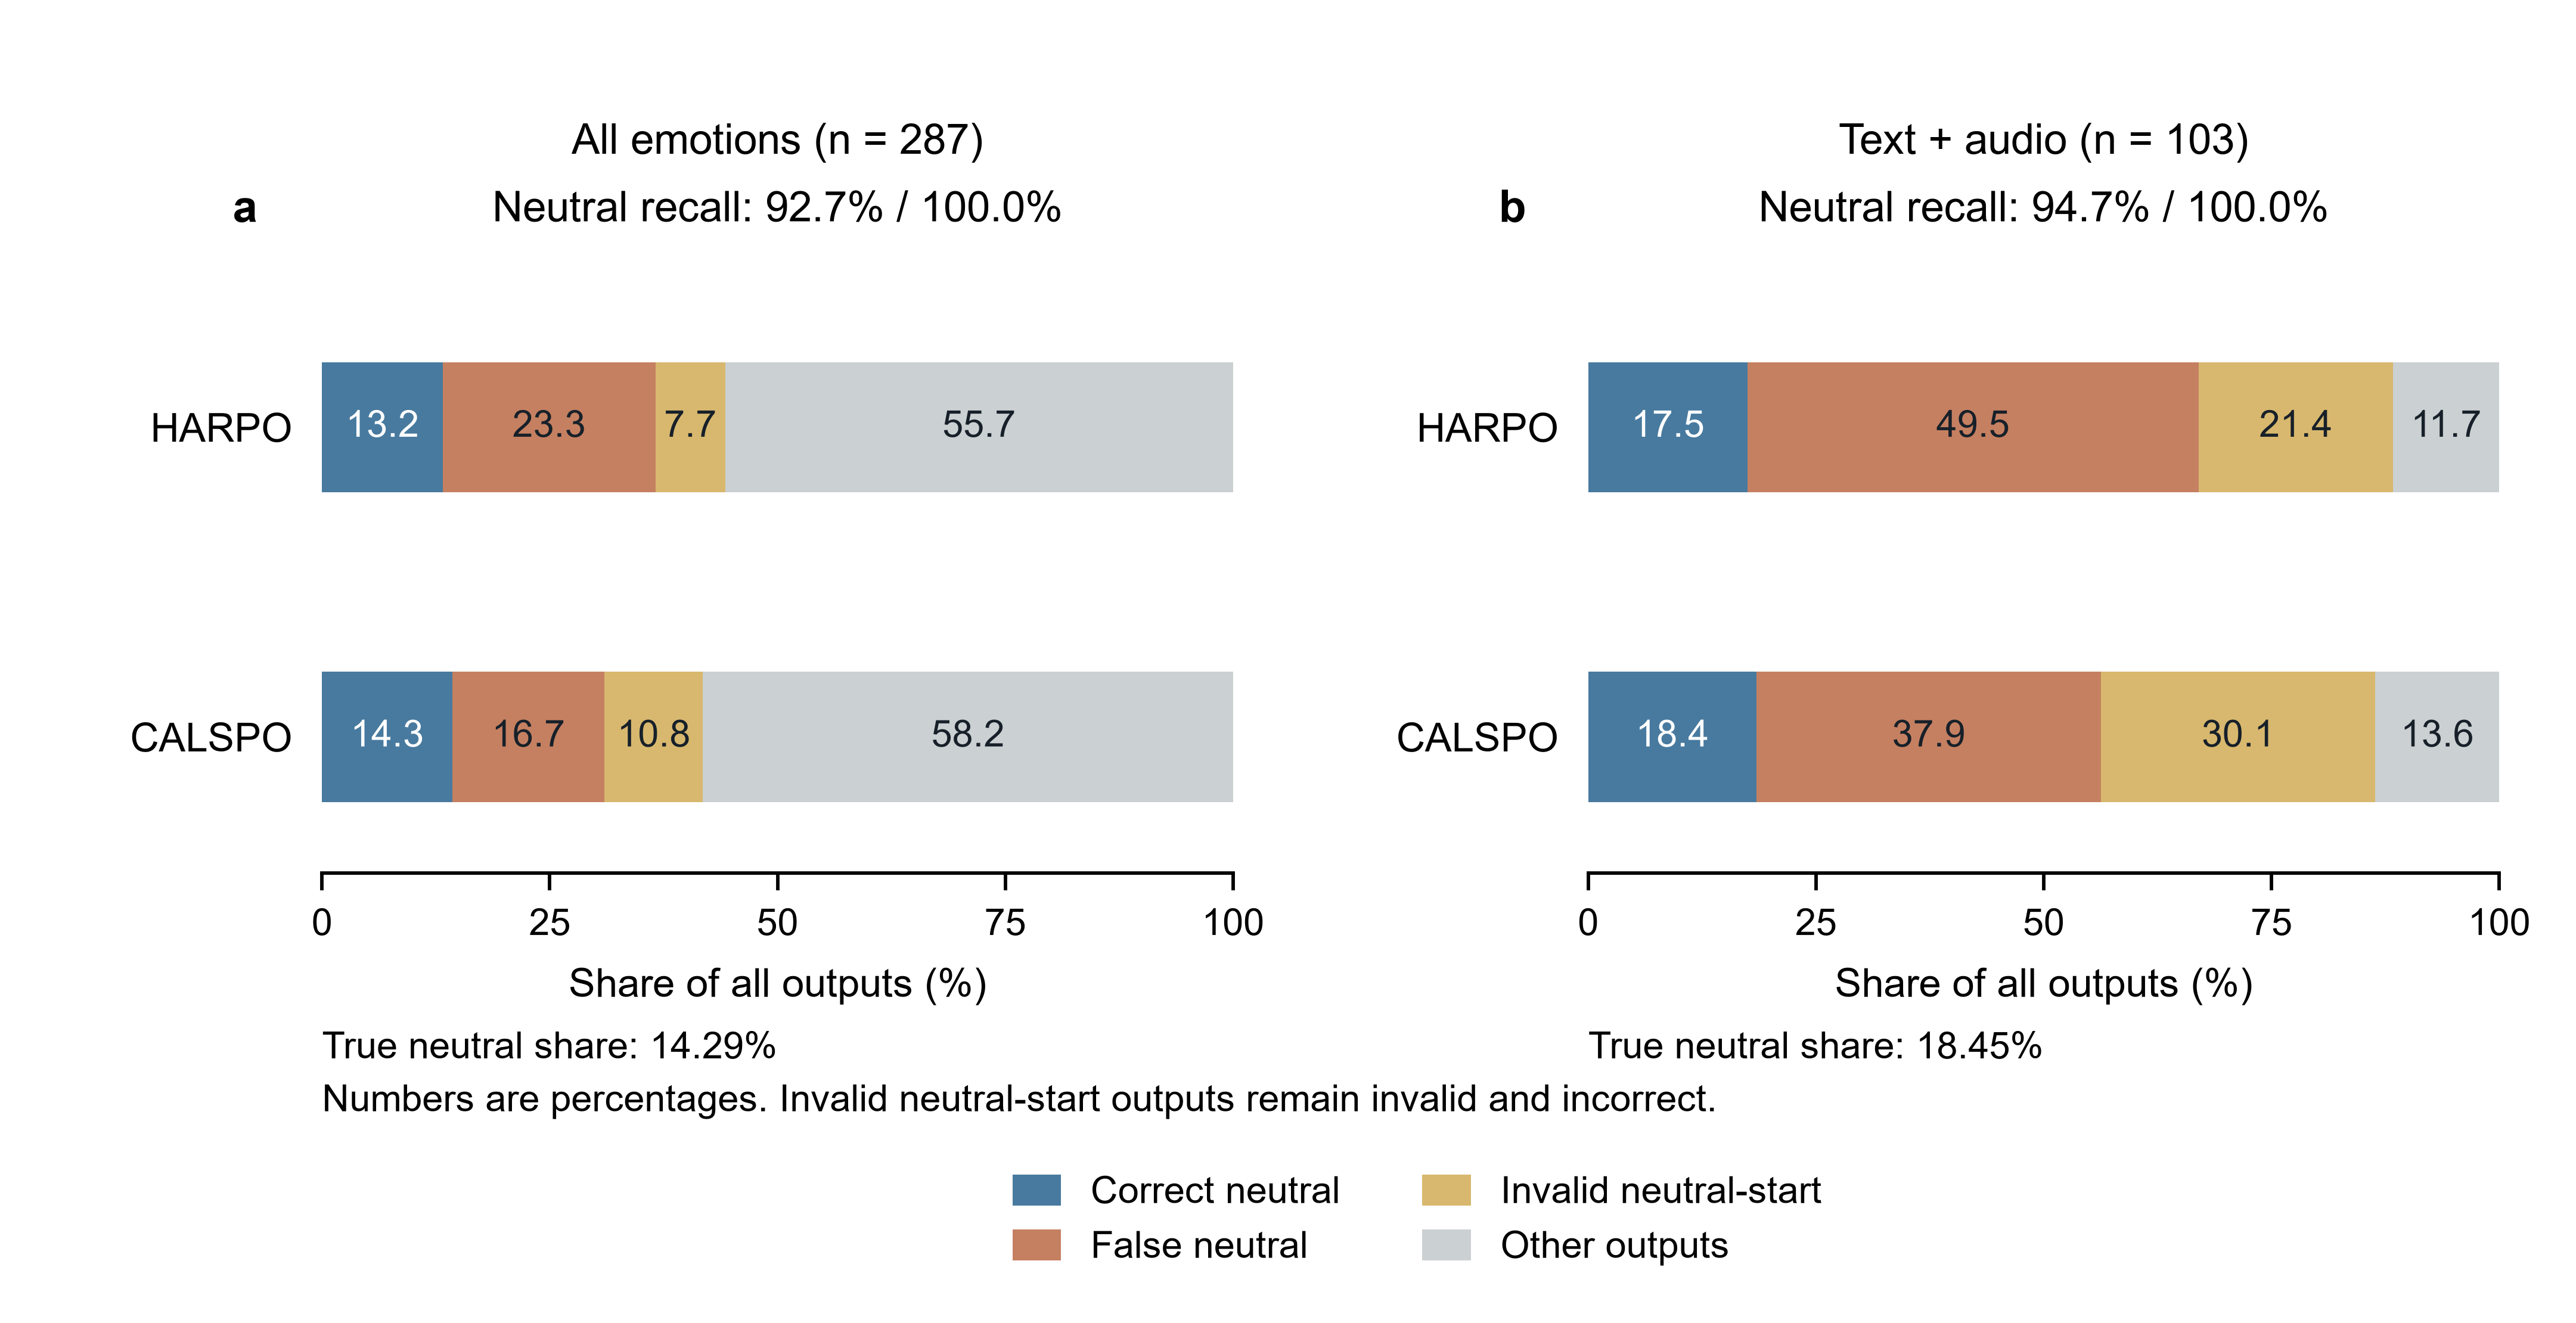 All emotions (n = 287)
a
Neutral recall: 92.7% / 100.0%
HARPO
13.2
23.3
7.7
55.7
CALSPO
14.3
16.7
10.8
58.2
0
25
50
75
100
Share of all outputs (%)
True neutral share: 14.29%
Text + audio (n = 103)
b
Neutral recall: 94.7% / 100.0%
HARPO
17.5
49.5
21.4
11.7
CALSPO
18.4
37.9
30.1
13.6
0
25
50
75
100
Share of all outputs (%)
True neutral share: 18.45%
Numbers are percentages. Invalid neutral-start outputs remain invalid and incorrect.
Correct neutral
False neutral
Invalid neutral-start
Other outputs